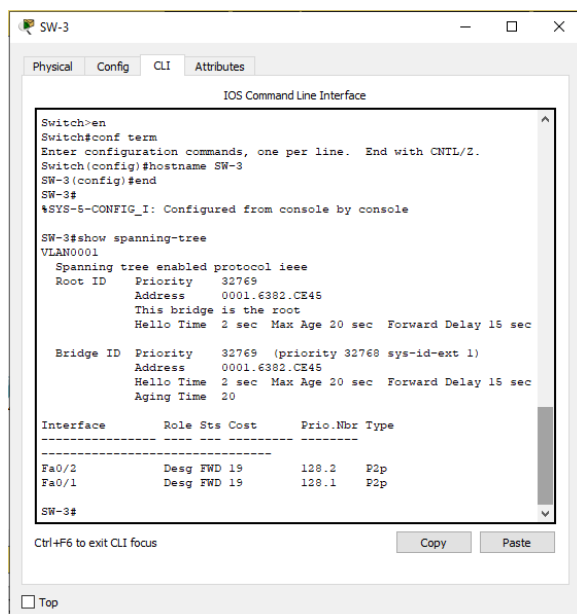 SW-3
Physical Config CLI Attributes
IOS Command Line Interface
Switch>en
Switch#conf term
Enter configuration commands, one per line.  End with CNTL/Z.
Switch(config)#hostname SW-3
SW-3(config)#end
SW-3#
%SYS-5-CONFIG_I: Configured from console by console
SW-3#show spanning-tree
VLAN0001
  Spanning tree enabled protocol ieee
  Root ID    Priority    32769
             Address     0001.6382.CE45
             This bridge is the root
             Hello Time  2 sec  Max Age 20 sec  Forward Delay 15 sec
  Bridge ID  Priority    32769  (priority 32768 sys-id-ext 1)
             Address     0001.6382.CE45
             Hello Time  2 sec  Max Age 20 sec  Forward Delay 15 sec
             Aging Time  20
Interface        Role Sts Cost      Prio.Nbr Type
---------------- ---- --- --------- -------- 
--------------------------------
Fa0/2            Desg FWD 19        128.2    P2p
Fa0/1            Desg FWD 19        128.1    P2p
SW-3#
Ctrl+F6 to exit CLI focus
Copy Paste
Top